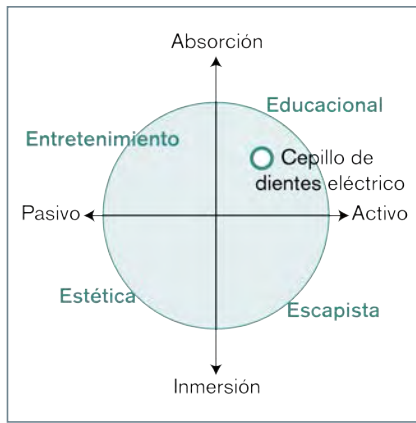 Absorción
Educacional
Entretenimiento
Cepillo de
dientes eléctrico
Pasivo
Activo
Estética
Escapista
Inmersión